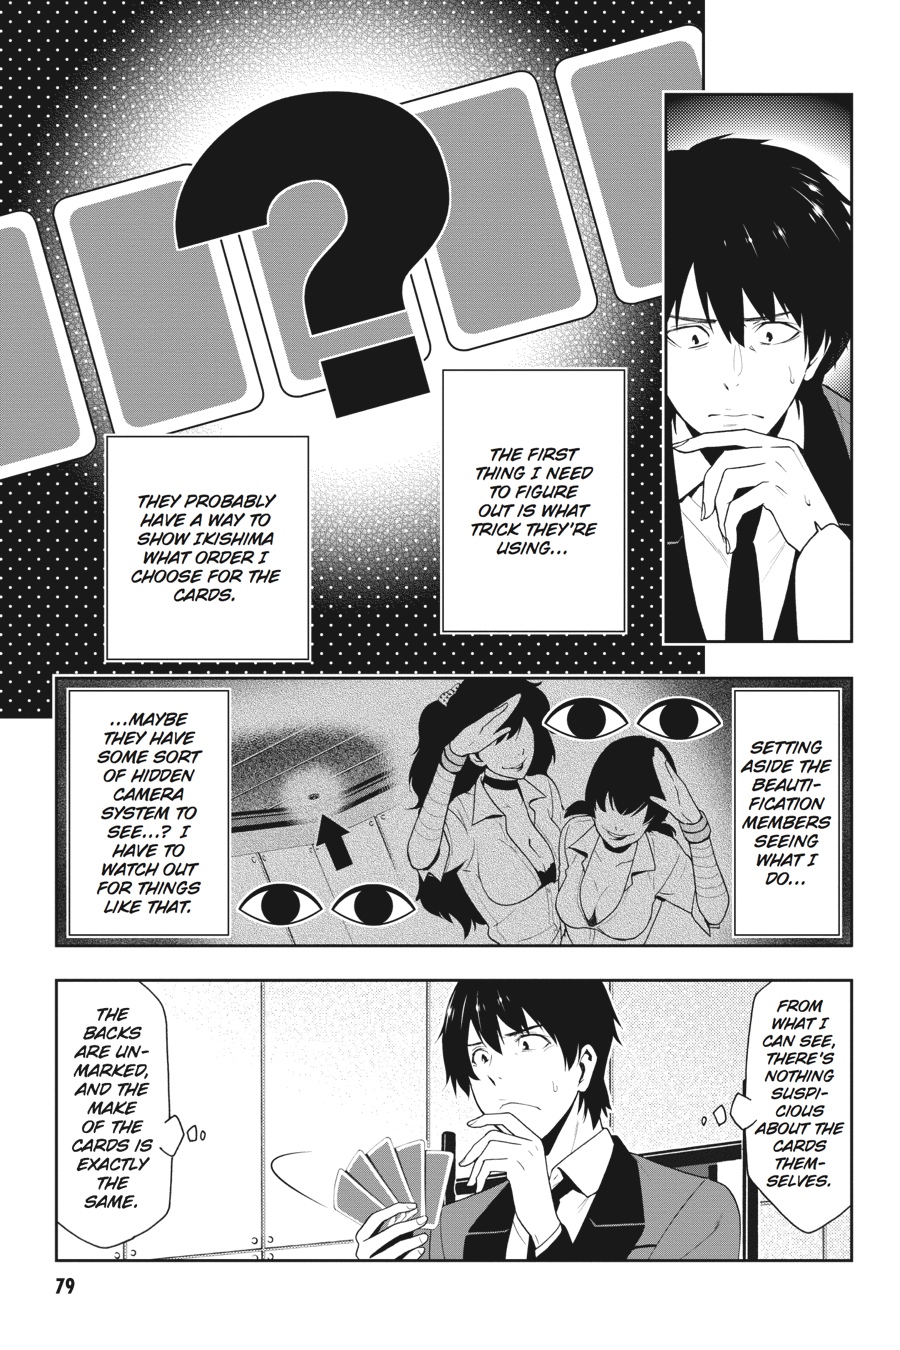 THE FIRST
THING I NEED
TO FIGURE
OUT IS WHAT
TRICK THEY'RE
USING...
THEY PROBABLY
HAVE A WAY TO
SHOW IKISHIMA
WHAT ORDER I
CHOOSE FOR THE
CARDS.
?
SETTING
ASIDE THE
BEAUTI-
FICATION
MEMBERS
SEEING
WHAT I
DO...
...MAYBE
THEY HAVE
SOME SORT
OF HIDDEN
CAMERA
SYSTEM TO
SEE...? I
HAVE TO
WATCH OUT
FOR THINGS
LIKE THAT.
FROM
WHAT I
CAN SEE,
THERE'S
NOTHING
SUSPI-
CIOUS
ABOUT THE
CARDS
THEM-
SELVES.
THE
BACKS
ARE UN-
MARKED,
AND THE
MAKE
OF THE
CARDS IS
EXACTLY
THE
SAME.
79